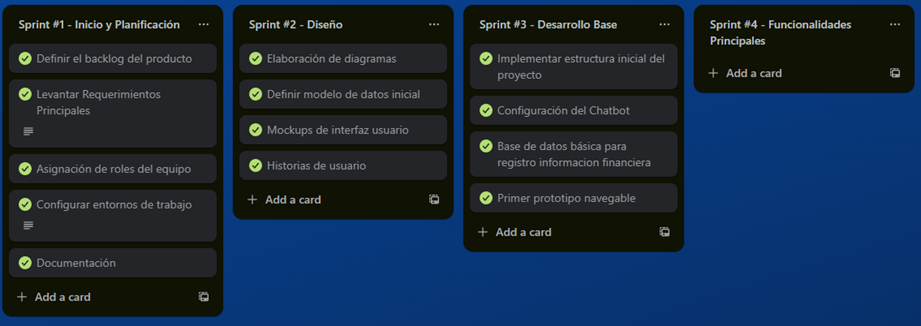 Sprint #1 - Inicio y Planificación
Definir el backlog del producto
Levantar Requerimientos
Principales
Asignación de roles del equipo
Configurar entornos de trabajo
Documentación
Add a card
Sprint #2 - Diseño
Elaboración de diagramas
Definir modelo de datos inicial
Mockups de interfaz usuario
Historias de usuario
Add a card
Sprint #3 - Desarrollo Base
Implementar estructura inicial del
proyecto
Configuración del Chatbot
Base de datos básica para
registro informacion financiera
Primer prototipo navegable
Add a card
Sprint #4 - Funcionalidades
Principales
Add a card